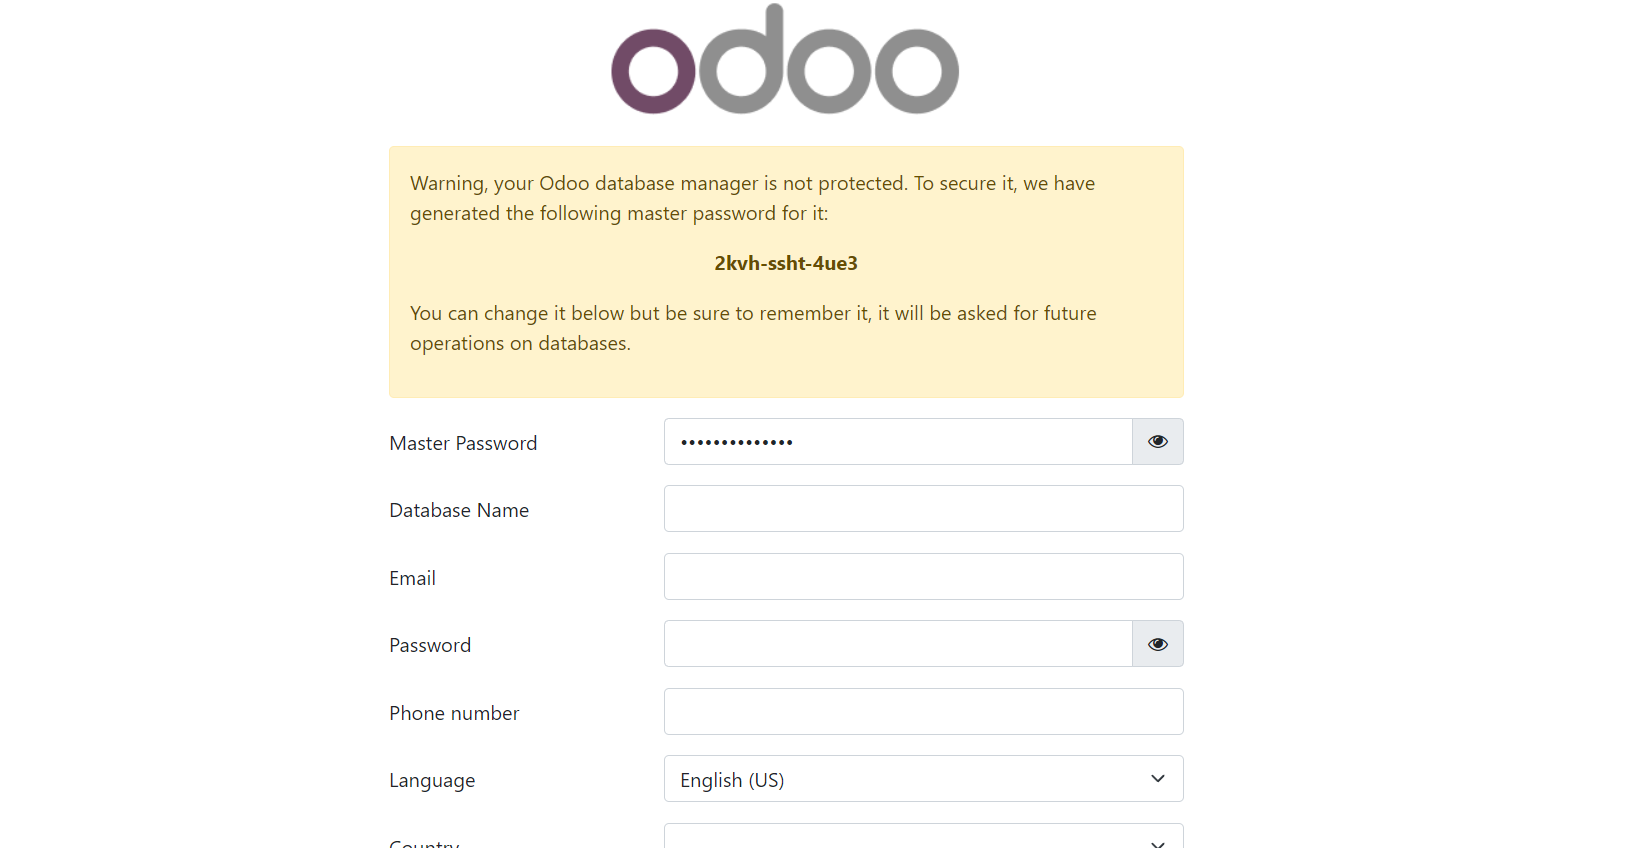 odoo
Warning, your Odoo database manager is not protected. To secure it, we have
generated the following master password for it:
2kvh-ssht-4ue3
You can change it below but be sure to remember it, it will be asked for future
operations on databases.
Master Password ••••••••••••••
Database Name
Email
Password
Phone number
Language English (US)
Country